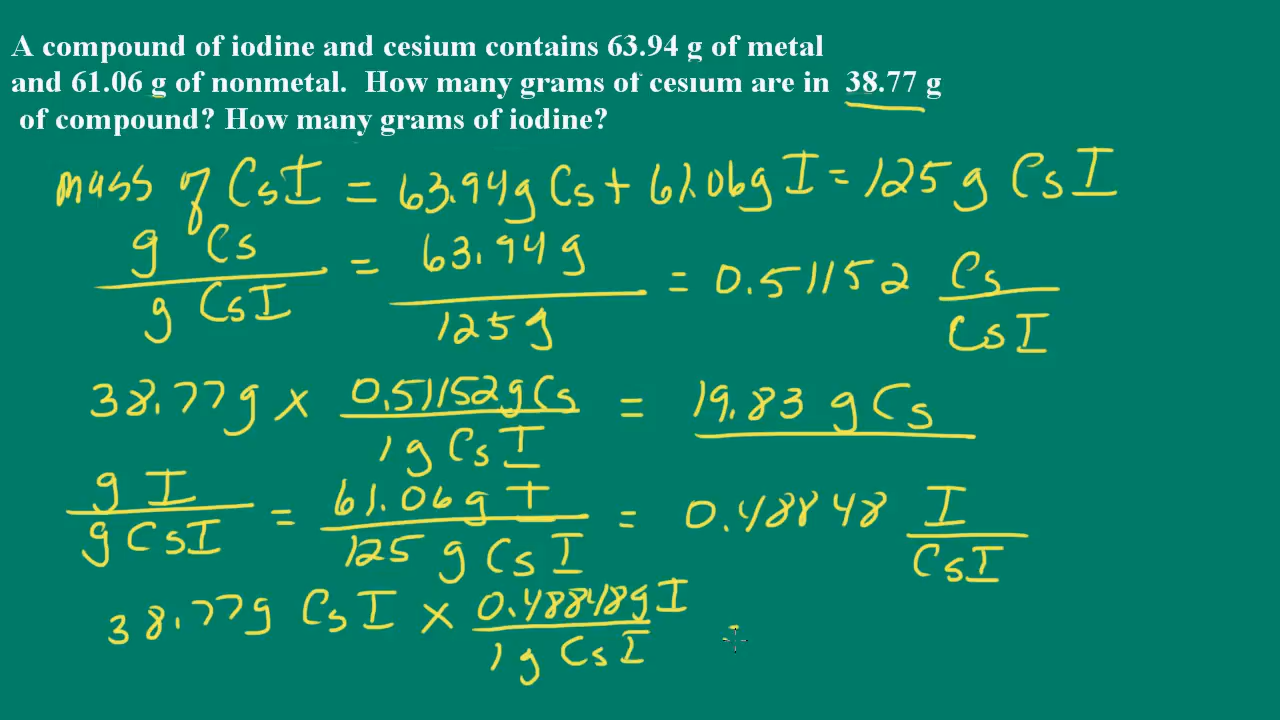 A compound of iodine and cesium contains 63.94 g of metal
and 61.06 g of nonmetal. How many grams of cesium are in 38.77 g
of compound? How many grams of iodine?
mass of CsI = 63.94g Cs + 61.06g I = 125 g CsI
g Cs / g CsI = 63.94 g / 125 g = 0.51152 Cs / CsI
38.77g × 0.51152g Cs / 1 g CsI = 19.83 g Cs
g I / g CsI = 61.06 g I / 125 g CsI = 0.48848 I / CsI
38.77g CsI × 0.48848g I / 1 g CsI